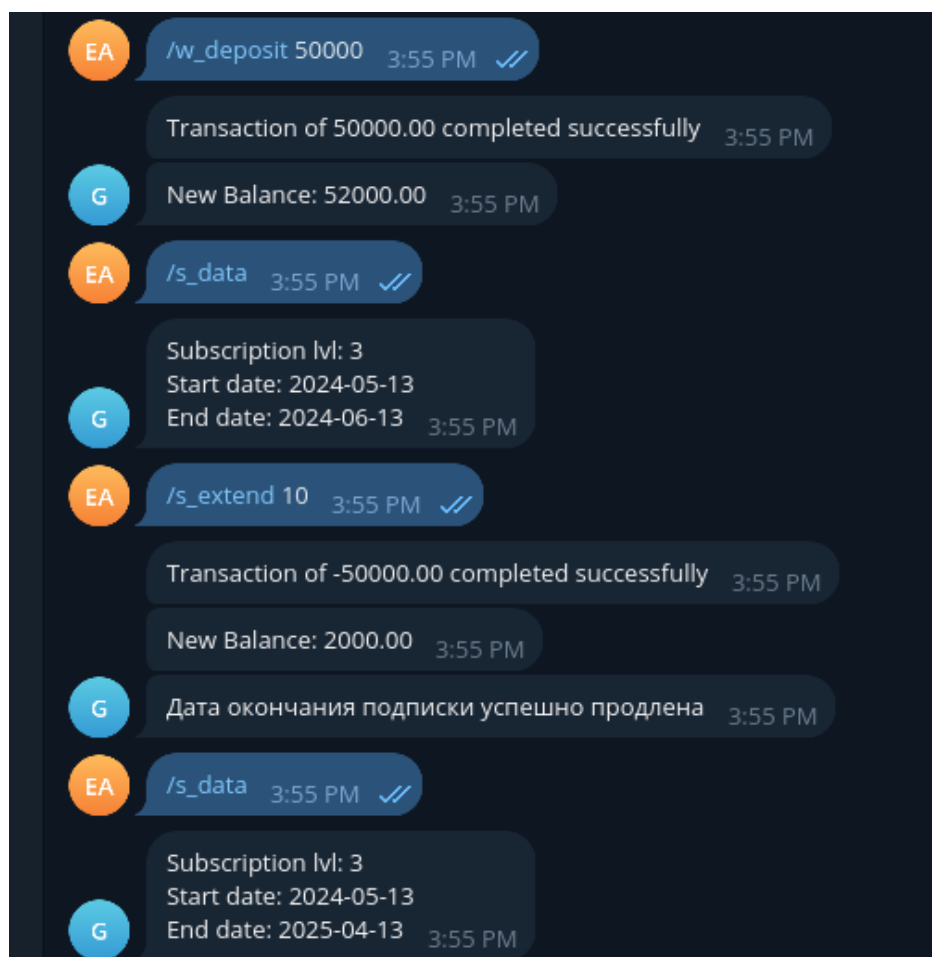 EA
/w_deposit 50000 3:55 PM
Transaction of 50000.00 completed successfully 3:55 PM
G
New Balance: 52000.00 3:55 PM
EA
/s_data 3:55 PM
Subscription lvl: 3
Start date: 2024-05-13
G
End date: 2024-06-13 3:55 PM
EA
/s_extend 10 3:55 PM
Transaction of -50000.00 completed successfully 3:55 PM
New Balance: 2000.00 3:55 PM
G
Дата окончания подписки успешно продлена 3:55 PM
EA
/s_data 3:55 PM
Subscription lvl: 3
Start date: 2024-05-13
G
End date: 2025-04-13 3:55 PM